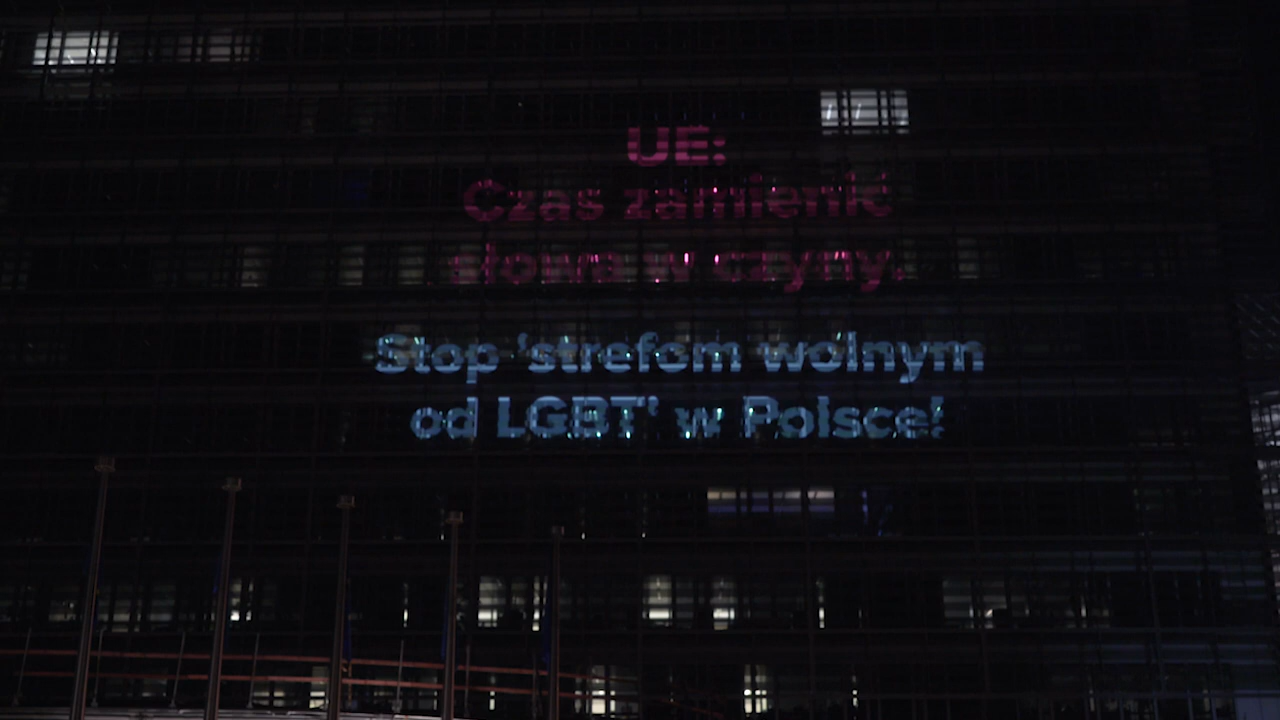 UE:
Czas zamienić
słowa w czyny.
Stop 'strefom wolnym
od LGBT' w Polsce!